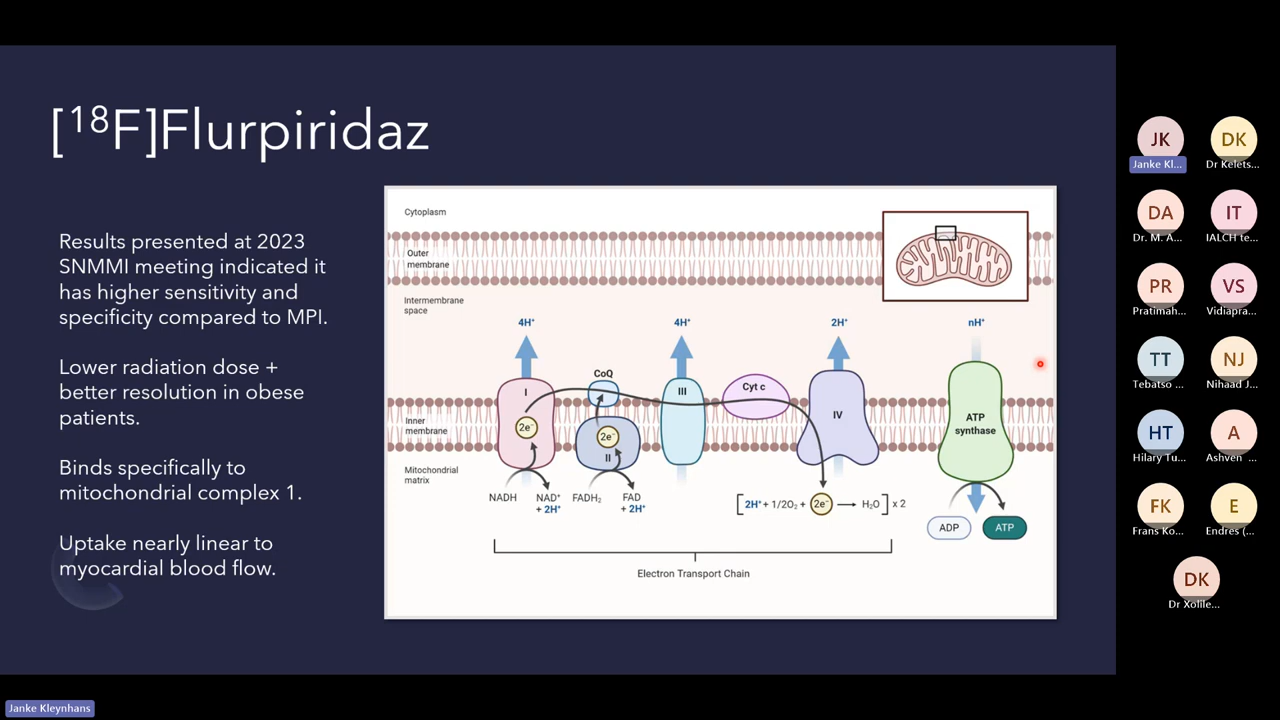 [¹⁸F]Flurpiridaz
Results presented at 2023
SNMMI meeting indicated it
has higher sensitivity and
specificity compared to MPI.
Lower radiation dose +
better resolution in obese
patients.
Binds specifically to
mitochondrial complex 1.
Uptake nearly linear to
myocardial blood flow.
Cytoplasm
Outer
membrane
Intermembrane
space
4H⁺ 4H⁺ 2H⁺ nH⁺
CoQ
I III Cyt c IV
ATP
synthase
Inner
membrane
2e⁻ 2e⁻
II
Mitochondrial
matrix
NADH NAD⁺
+ 2H⁺
FADH₂ FAD
+ 2H⁺
[2H⁺ + 1/2O₂ + 2e⁻ → H₂O] x 2
ADP ATP
Electron Transport Chain
JK DK
Janke Kl... Dr Kelets...
DA IT
Dr. M. A... IALCH te...
PR VS
Pratimah... Vidiapra...
TT NJ
Tebatso ... Nihaad J...
HT A
Hilary Tu... Ashven ...
FK E
Frans Ko... Endres (...
DK
Dr Xolile...
Janke Kleynhans